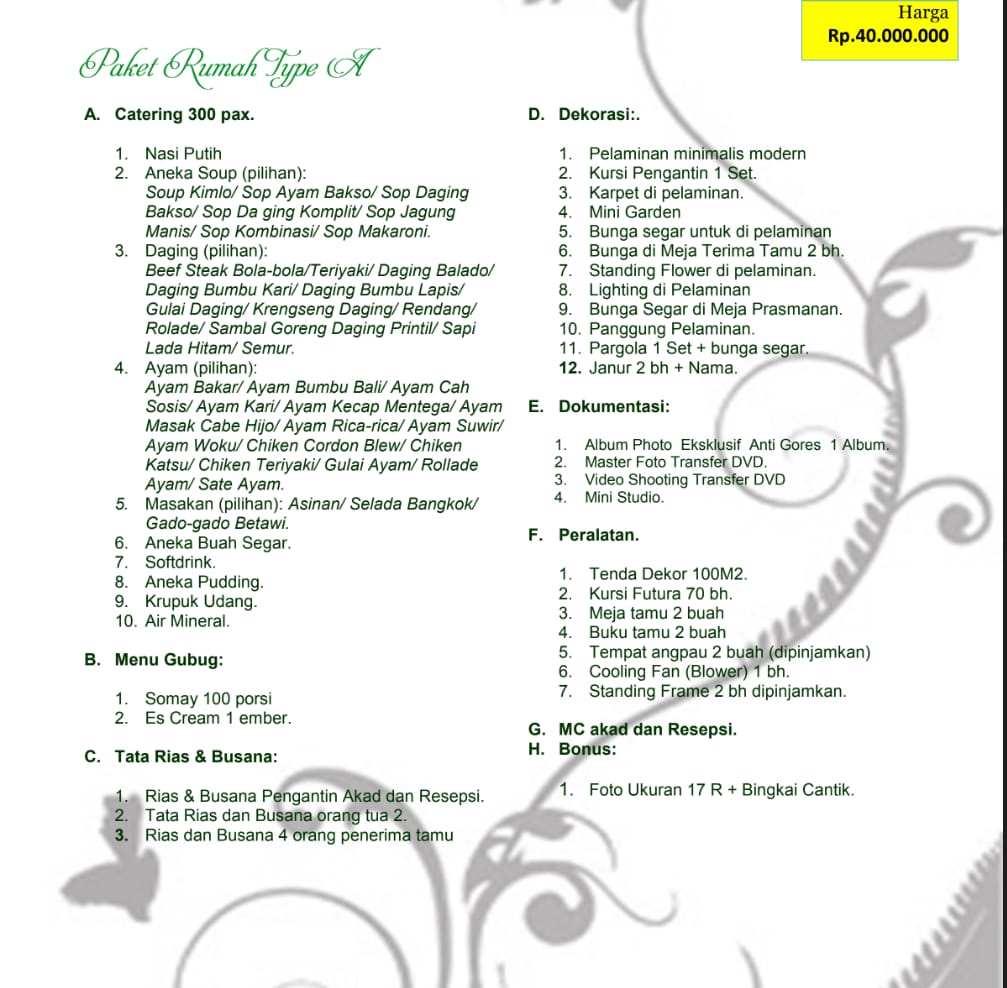 Harga
Rp.40.000.000
Paket Rumah Type A
A. Catering 300 pax.
1. Nasi Putih
2. Aneka Soup (pilihan):
Soup Kimlo/ Sop Ayam Bakso/ Sop Daging
Bakso/ Sop Da ging Komplit/ Sop Jagung
Manis/ Sop Kombinasi/ Sop Makaroni.
3. Daging (pilihan):
Beef Steak Bola-bola/Teriyaki/ Daging Balado/
Daging Bumbu Kari/ Daging Bumbu Lapis/
Gulai Daging/ Krengseng Daging/ Rendang/
Rolade/ Sambal Goreng Daging Printil/ Sapi
Lada Hitam/ Semur.
4. Ayam (pilihan):
Ayam Bakar/ Ayam Bumbu Bali/ Ayam Cah
Sosis/ Ayam Kari/ Ayam Kecap Mentega/ Ayam
Masak Cabe Hijo/ Ayam Rica-rica/ Ayam Suwir/
Ayam Woku/ Chiken Cordon Blew/ Chiken
Katsu/ Chiken Teriyaki/ Gulai Ayam/ Rollade
Ayam/ Sate Ayam.
5. Masakan (pilihan): Asinan/ Selada Bangkok/
Gado-gado Betawi.
6. Aneka Buah Segar.
7. Softdrink.
8. Aneka Pudding.
9. Krupuk Udang.
10. Air Mineral.
B. Menu Gubug:
1. Somay 100 porsi
2. Es Cream 1 ember.
C. Tata Rias & Busana:
1. Rias & Busana Pengantin Akad dan Resepsi.
2. Tata Rias dan Busana orang tua 2.
3. Rias dan Busana 4 orang penerima tamu
D. Dekorasi:.
1. Pelaminan minimalis modern
2. Kursi Pengantin 1 Set.
3. Karpet di pelaminan.
4. Mini Garden
5. Bunga segar untuk di pelaminan
6. Bunga di Meja Terima Tamu 2 bh.
7. Standing Flower di pelaminan.
8. Lighting di Pelaminan
9. Bunga Segar di Meja Prasmanan.
10. Panggung Pelaminan.
11. Pargola 1 Set + bunga segar.
12. Janur 2 bh + Nama.
E. Dokumentasi:
1. Album Photo Eksklusif Anti Gores 1 Album.
2. Master Foto Transfer DVD.
3. Video Shooting Transfer DVD
4. Mini Studio.
F. Peralatan.
1. Tenda Dekor 100M2.
2. Kursi Futura 70 bh.
3. Meja tamu 2 buah
4. Buku tamu 2 buah
5. Tempat angpau 2 buah (dipinjamkan)
6. Cooling Fan (Blower) 1 bh.
7. Standing Frame 2 bh dipinjamkan.
G. MC akad dan Resepsi.
H. Bonus:
1. Foto Ukuran 17 R + Bingkai Cantik.